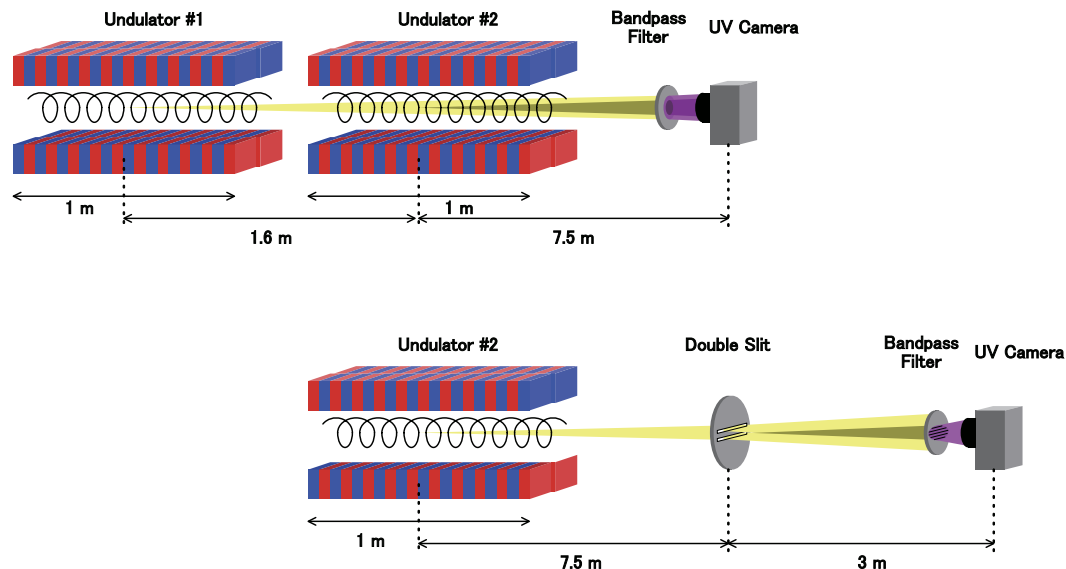 Undulator #1
Undulator #2
Bandpass
Filter
UV Camera
1 m
1 m
1.6 m
7.5 m
Undulator #2
Double Slit
Bandpass
Filter
UV Camera
1 m
7.5 m
3 m